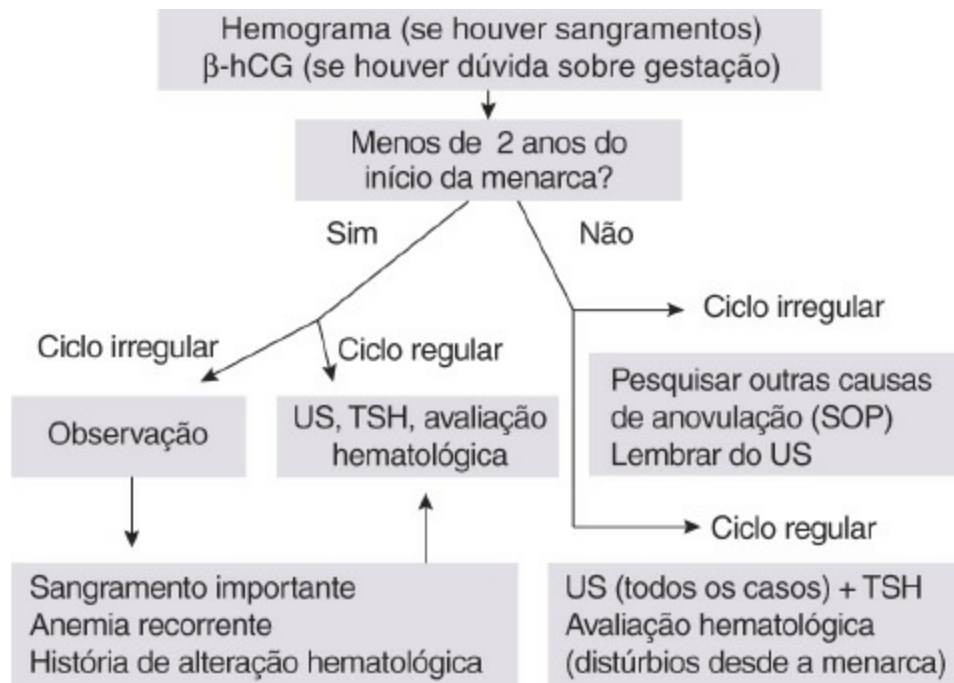 Hemograma (se houver sangramentos)
β-hCG (se houver dúvida sobre gestação)
Menos de 2 anos do
início da menarca?
Sim
Não
Ciclo irregular
Ciclo irregular
Ciclo regular
Observação
US, TSH, avaliação
hematológica
Pesquisar outras causas
de anovulação (SOP)
Lembrar do US
Ciclo regular
Sangramento importante
Anemia recorrente
História de alteração hematológica
US (todos os casos) + TSH
Avaliação hematológica
(distúrbios desde a menarca)